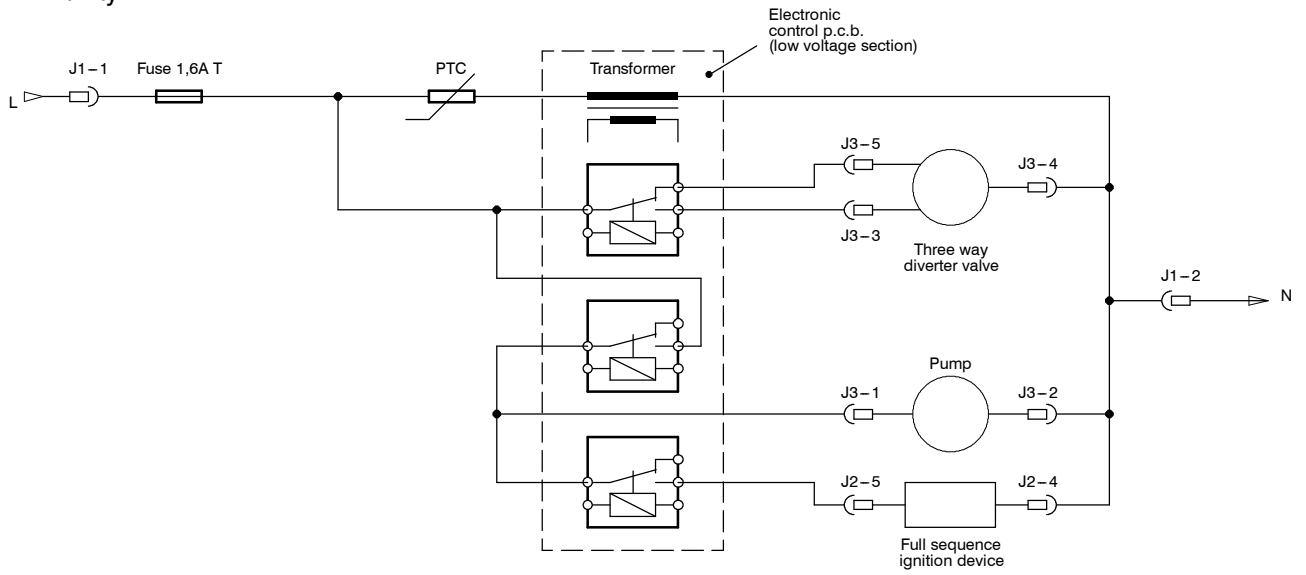 Electronic
control p.c.b.
(low voltage section)
J1-1
Fuse 1,6A T
PTC
Transformer
L
J3-5
J3-4
J3-3
Three way
diverter valve
J1-2
N
Pump
J3-1
J3-2
J2-5
J2-4
Full sequence
ignition device